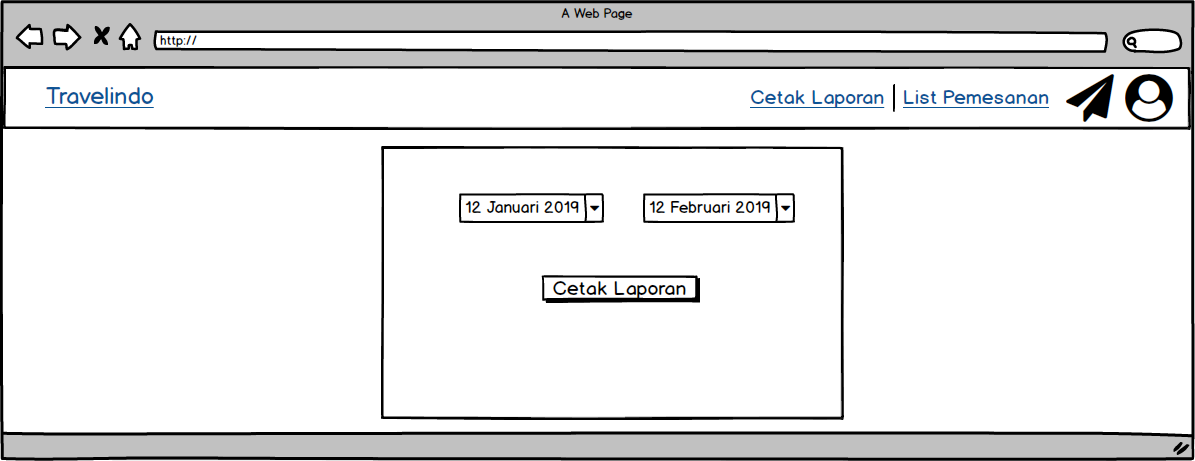 A Web Page
http://
Travelindo
Cetak Laporan
List Pemesanan
12 Januari 2019
12 Februari 2019
Cetak Laporan